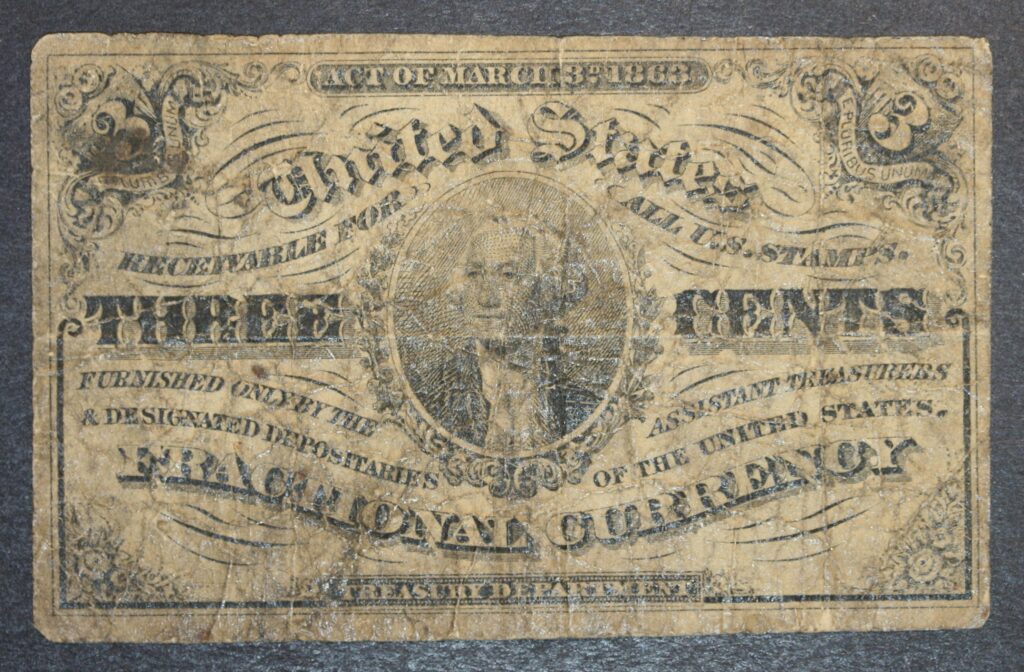 ACT OF MARCH 3RD 1863.
3 3
UNUM
E PLURIBUS UNUM
United States
RECEIVABLE FOR ALL U.S. STAMPS.
THREE CENTS
FURNISHED ONLY BY THE ASSISTANT TREASURERS
& DESIGNATED DEPOSITARIES OF THE UNITED STATES.
FRACTIONAL CURRENCY
TREASURY DEPARTMENT